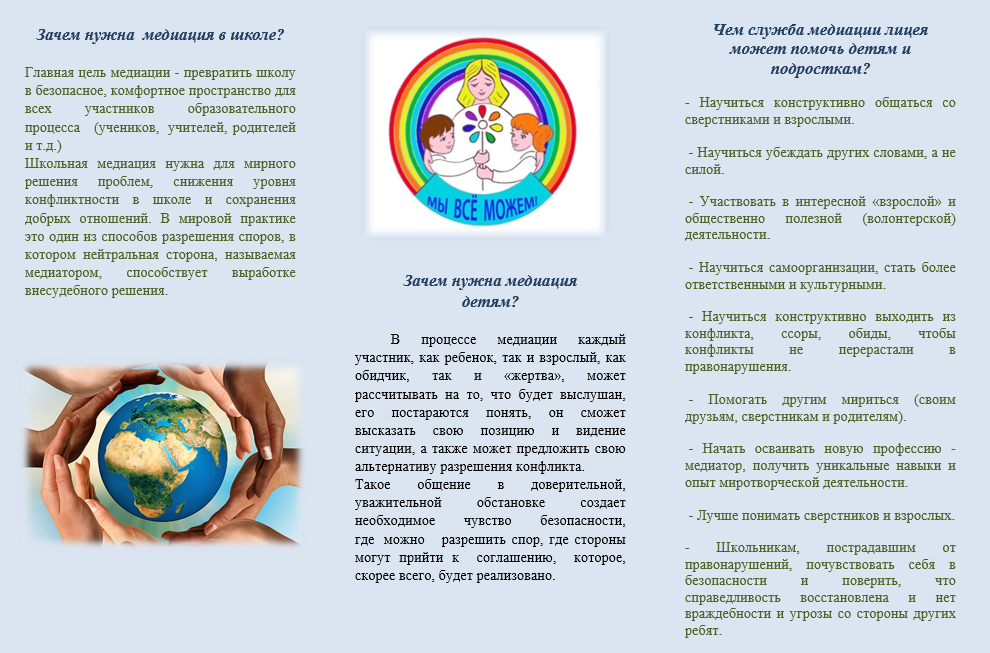 Зачем нужна медиация в школе?
Главная цель медиации - превратить школу
в безопасное, комфортное пространство для
всех участников образовательного
процесса (учеников, учителей, родителей
и т.д.)
Школьная медиация нужна для мирного
решения проблем, снижения уровня
конфликтности в школе и сохранения
добрых отношений. В мировой практике
это один из способов разрешения споров, в
котором нейтральная сторона, называемая
медиатором, способствует выработке
внесудебного решения.
МЫ ВСЁ МОЖЕМ!
Зачем нужна медиация
детям?
В процессе медиации каждый
участник, как ребенок, так и взрослый, как
обидчик, так и «жертва», может
рассчитывать на то, что будет выслушан,
его постараются понять, он сможет
высказать свою позицию и видение
ситуации, а также может предложить свою
альтернативу разрешения конфликта.
Такое общение в доверительной,
уважительной обстановке создает
необходимое чувство безопасности,
где можно разрешить спор, где стороны
могут прийти к соглашению, которое,
скорее всего, будет реализовано.
Чем служба медиации лицея
может помочь детям и
подросткам?
- Научиться конструктивно общаться со
сверстниками и взрослыми.
- Научиться убеждать других словами, а не
силой.
- Участвовать в интересной «взрослой» и
общественно полезной (волонтерской)
деятельности.
- Научиться самоорганизации, стать более
ответственными и культурными.
- Научиться конструктивно выходить из
конфликта, ссоры, обиды, чтобы
конфликты не перерастали в
правонарушения.
- Помогать другим мириться (своим
друзьям, сверстникам и родителям).
- Начать осваивать новую профессию -
медиатор, получить уникальные навыки и
опыт миротворческой деятельности.
- Лучше понимать сверстников и взрослых.
- Школьникам, пострадавшим от
правонарушений, почувствовать себя в
безопасности и поверить, что
справедливость восстановлена и нет
враждебности и угрозы со стороны других
ребят.